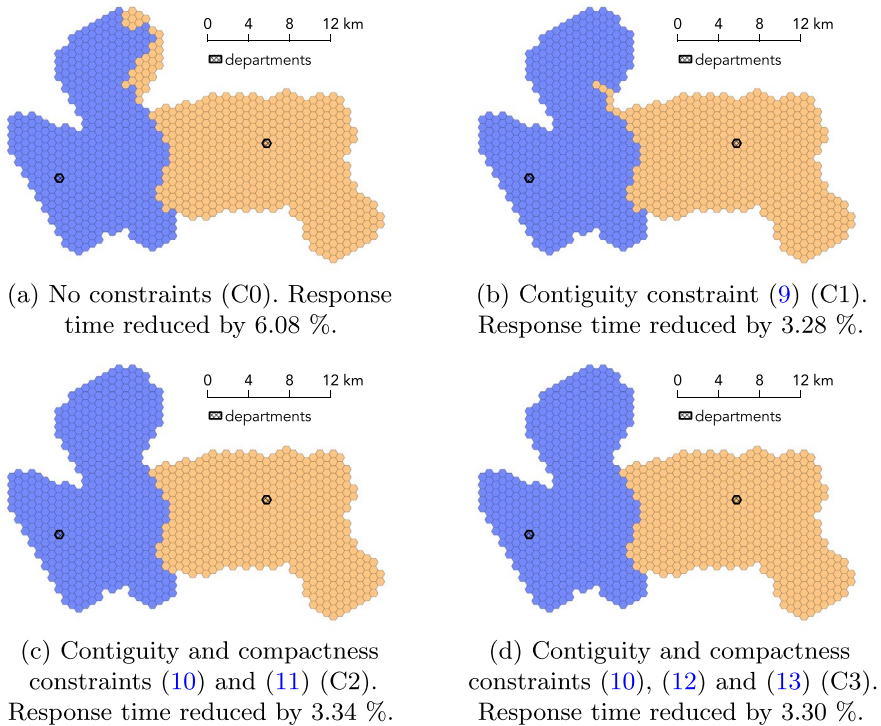 0 4 8 12 km
departments
0 4 8 12 km
departments
(a) No constraints (C0). Response
time reduced by 6.08 %.
(b) Contiguity constraint (9) (C1).
Response time reduced by 3.28 %.
0 4 8 12 km
departments
0 4 8 12 km
departments
(c) Contiguity and compactness
constraints (10) and (11) (C2).
Response time reduced by 3.34 %.
(d) Contiguity and compactness
constraints (10), (12) and (13) (C3).
Response time reduced by 3.30 %.